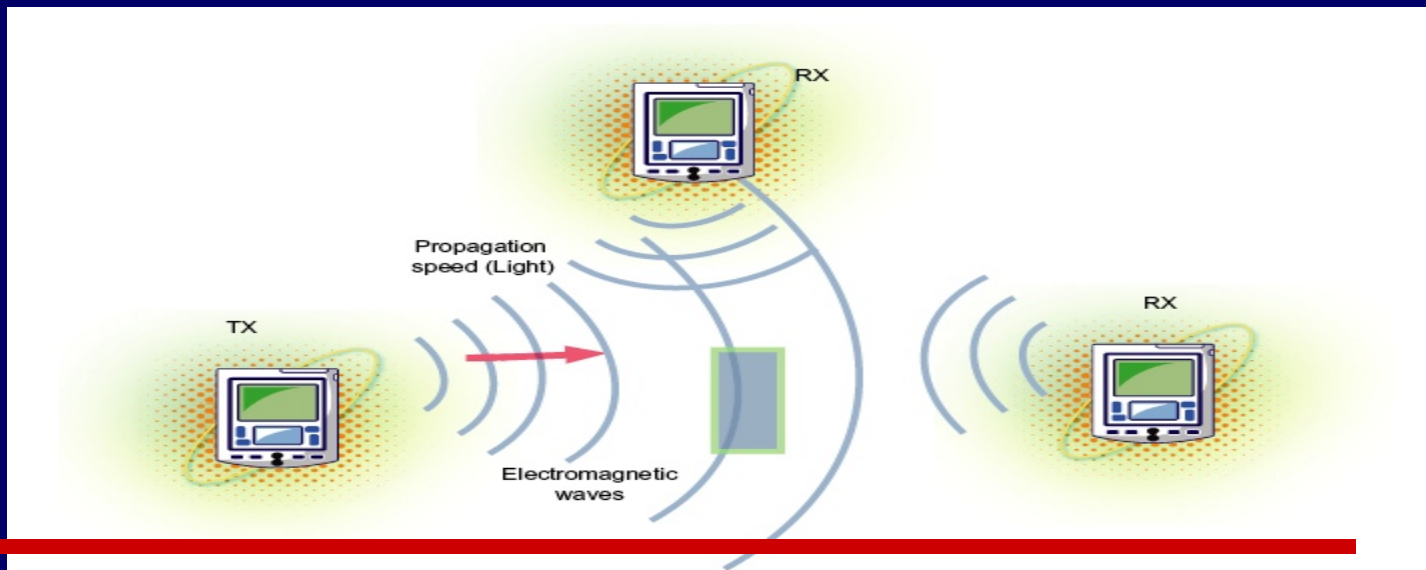 RX
Propagation
speed (Light)
TX
RX
Electromagnetic
waves